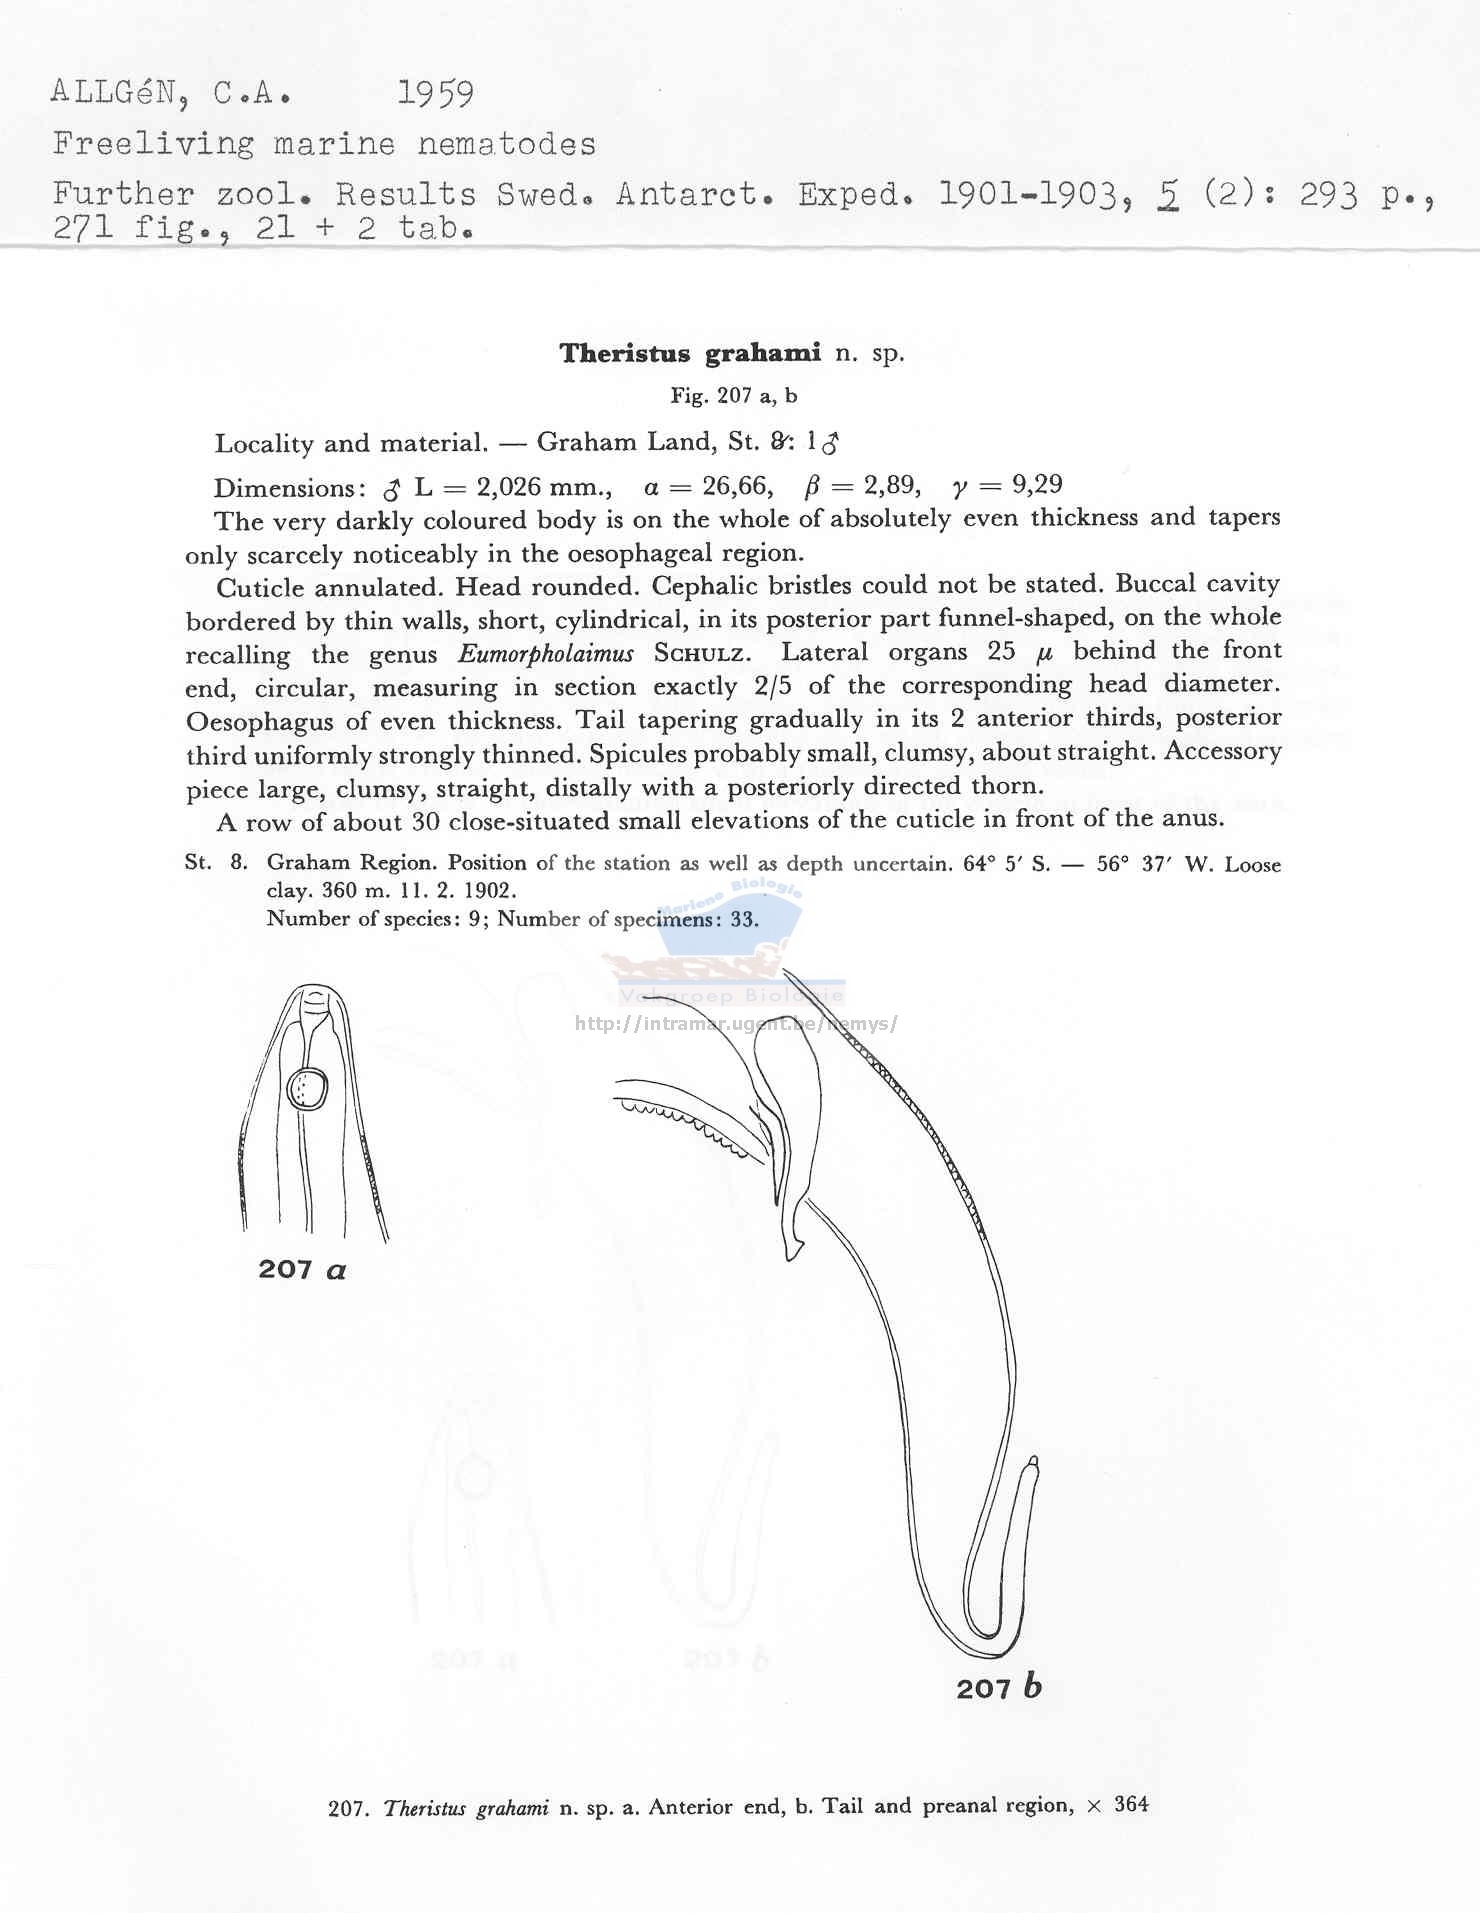 ALLGéN, C.A. 1959
Freeliving marine nematodes
Further zool. Results Swed. Antarct. Exped. 1901-1903, 5 (2): 293 p.,
271 fig., 21 + 2 tab.
Theristus grahami n. sp.
Fig. 207 a, b
Locality and material. — Graham Land, St. 8: 1 ♂
Dimensions: ♂ L = 2,026 mm., α = 26,66, β = 2,89, γ = 9,29
The very darkly coloured body is on the whole of absolutely even thickness and tapers
only scarcely noticeably in the oesophageal region.
Cuticle annulated. Head rounded. Cephalic bristles could not be stated. Buccal cavity
bordered by thin walls, short, cylindrical, in its posterior part funnel-shaped, on the whole
recalling the genus Eumorpholaimus SCHULZ. Lateral organs 25 μ behind the front
end, circular, measuring in section exactly 2/5 of the corresponding head diameter.
Oesophagus of even thickness. Tail tapering gradually in its 2 anterior thirds, posterior
third uniformly strongly thinned. Spicules probably small, clumsy, about straight. Accessory
piece large, clumsy, straight, distally with a posteriorly directed thorn.
A row of about 30 close-situated small elevations of the cuticle in front of the anus.
St. 8. Graham Region. Position of the station as well as depth uncertain. 64° 5′ S. — 56° 37′ W. Loose
clay. 360 m. 11. 2. 1902.
Number of species: 9; Number of specimens: 33.
Mariene Biologie
Vakgroep Biologie
http://intramar.ugent.be/nemys/
207 a
207 b
207. Theristus grahami n. sp. a. Anterior end, b. Tail and preanal region, × 364